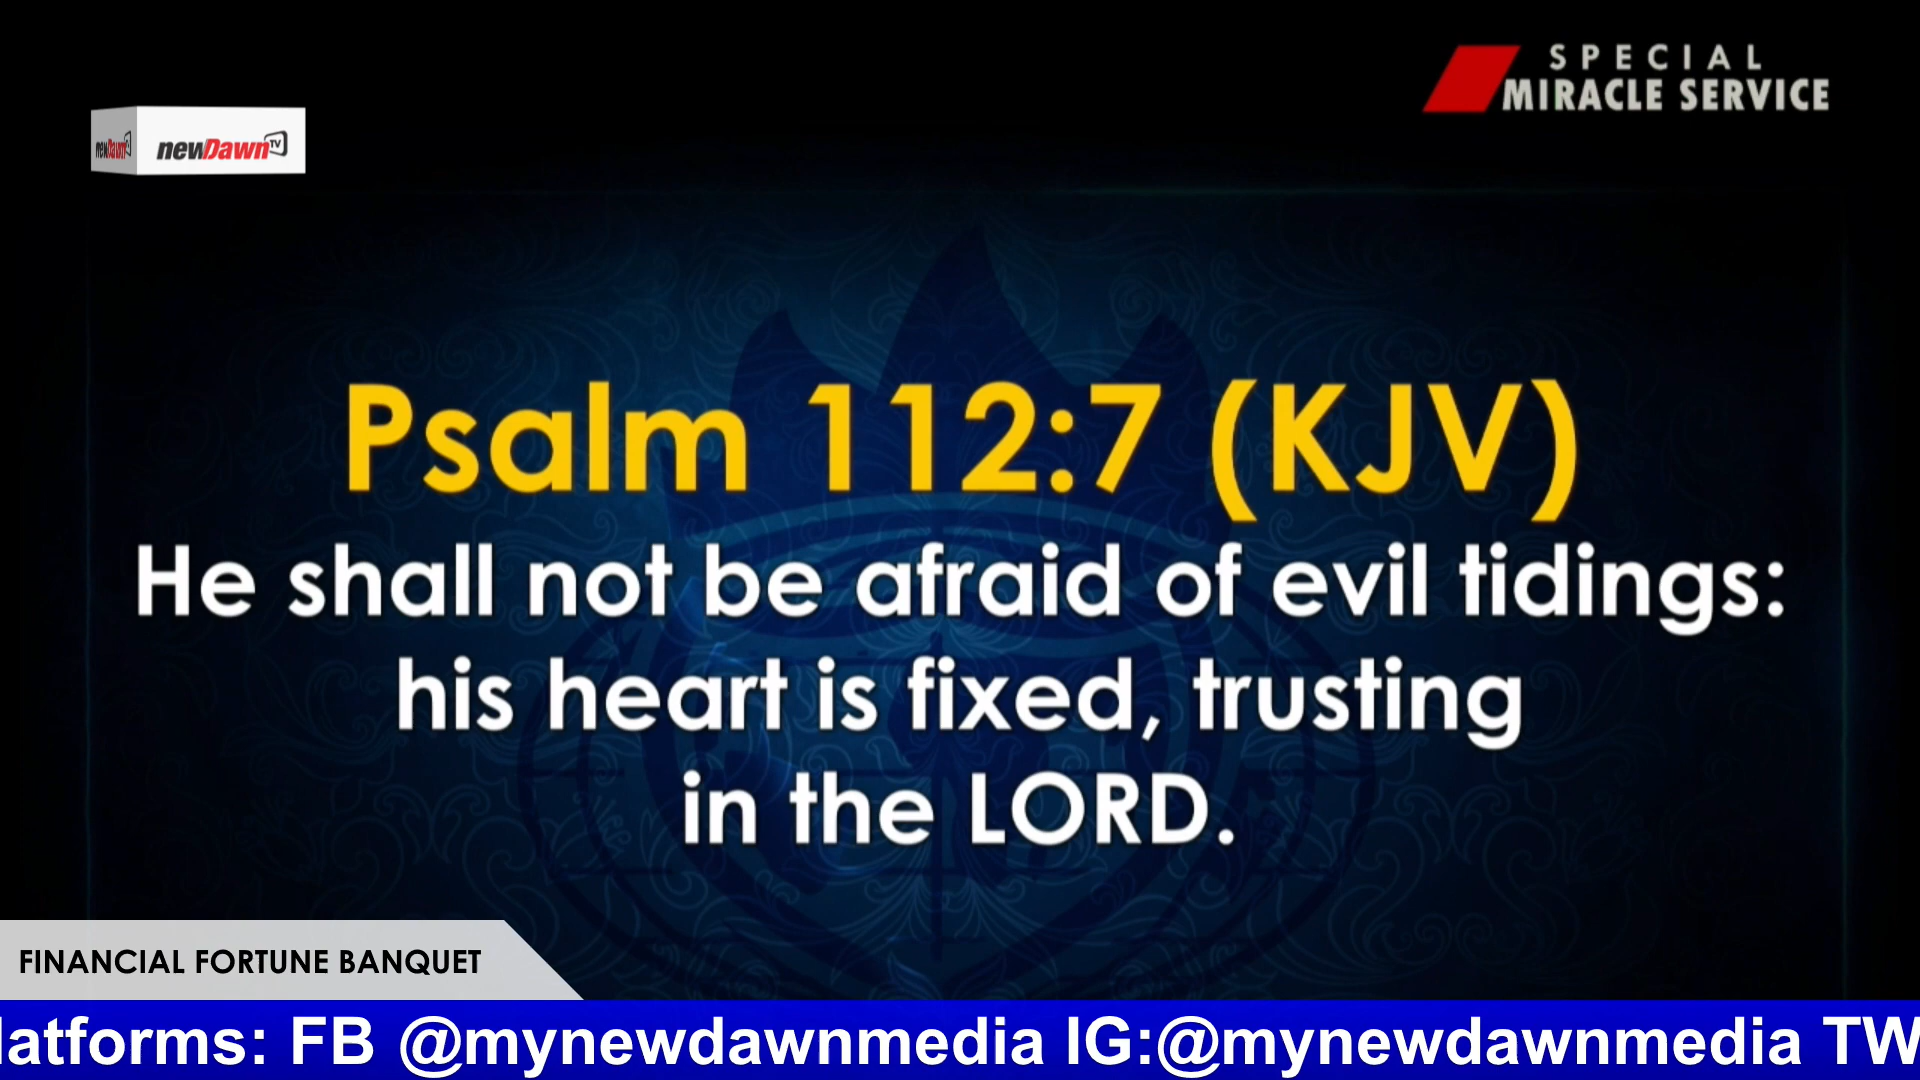 SPECIAL
MIRACLE SERVICE
newDawn
newDawn TV
Psalm 112:7 (KJV)
He shall not be afraid of evil tidings:
his heart is fixed, trusting
in the LORD.
FINANCIAL FORTUNE BANQUET
latforms: FB @mynewdawnmedia IG:@mynewdawnmedia TW